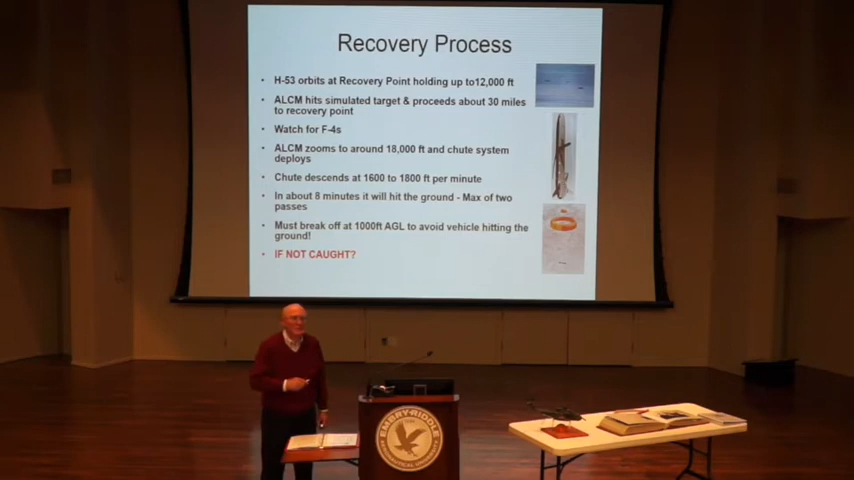 Recovery Process
• H-53 orbits at Recovery Point holding up to12,000 ft
• ALCM hits simulated target & proceeds about 30 miles
to recovery point
• Watch for F-4s
• ALCM zooms to around 18,000 ft and chute system
deploys
• Chute descends at 1600 to 1800 ft per minute
• In about 8 minutes it will hit the ground - Max of two
passes
• Must break off at 1000ft AGL to avoid vehicle hitting the
ground!
• IF NOT CAUGHT?
EMBRY-RIDDLE
AERONAUTICAL UNIVERSITY